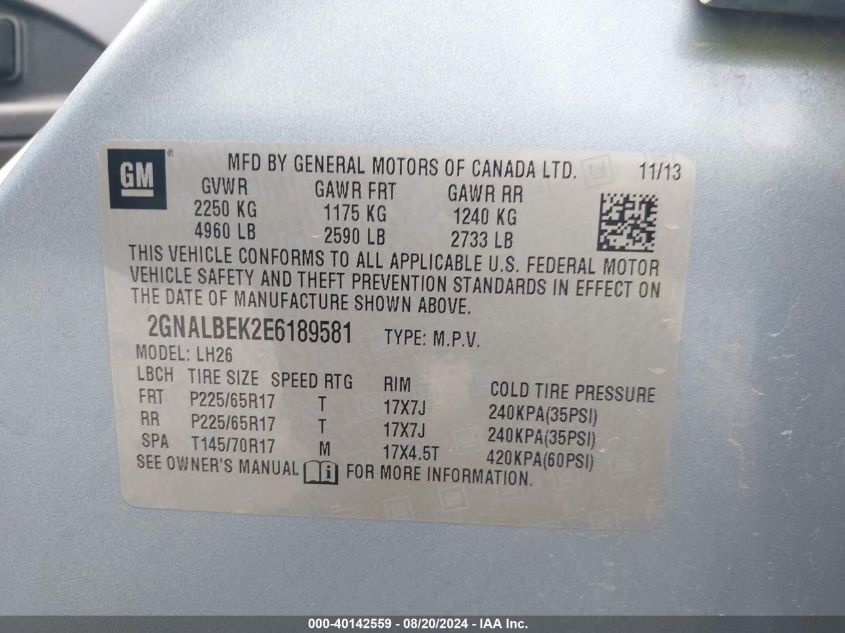 GM ® MFD BY GENERAL MOTORS OF CANADA LTD. 11/13
GVWR GAWR FRT GAWR RR
2250 KG 1175 KG 1240 KG
4960 LB 2590 LB 2733 LB
THIS VEHICLE CONFORMS TO ALL APPLICABLE U.S. FEDERAL MOTOR
VEHICLE SAFETY AND THEFT PREVENTION STANDARDS IN EFFECT ON
THE DATE OF MANUFACTURE SHOWN ABOVE.
2GNALBEK2E6189581 TYPE: M.P.V.
MODEL: LH26
LBCH TIRE SIZE SPEED RTG RIM COLD TIRE PRESSURE
FRT P225/65R17 T 17X7J 240KPA(35PSI)
RR P225/65R17 T 17X7J 240KPA(35PSI)
SPA T145/70R17 M 17X4.5T 420KPA(60PSI)
SEE OWNER'S MANUAL i FOR MORE INFORMATION.
000-40142559 - 08/20/2024 - IAA Inc.